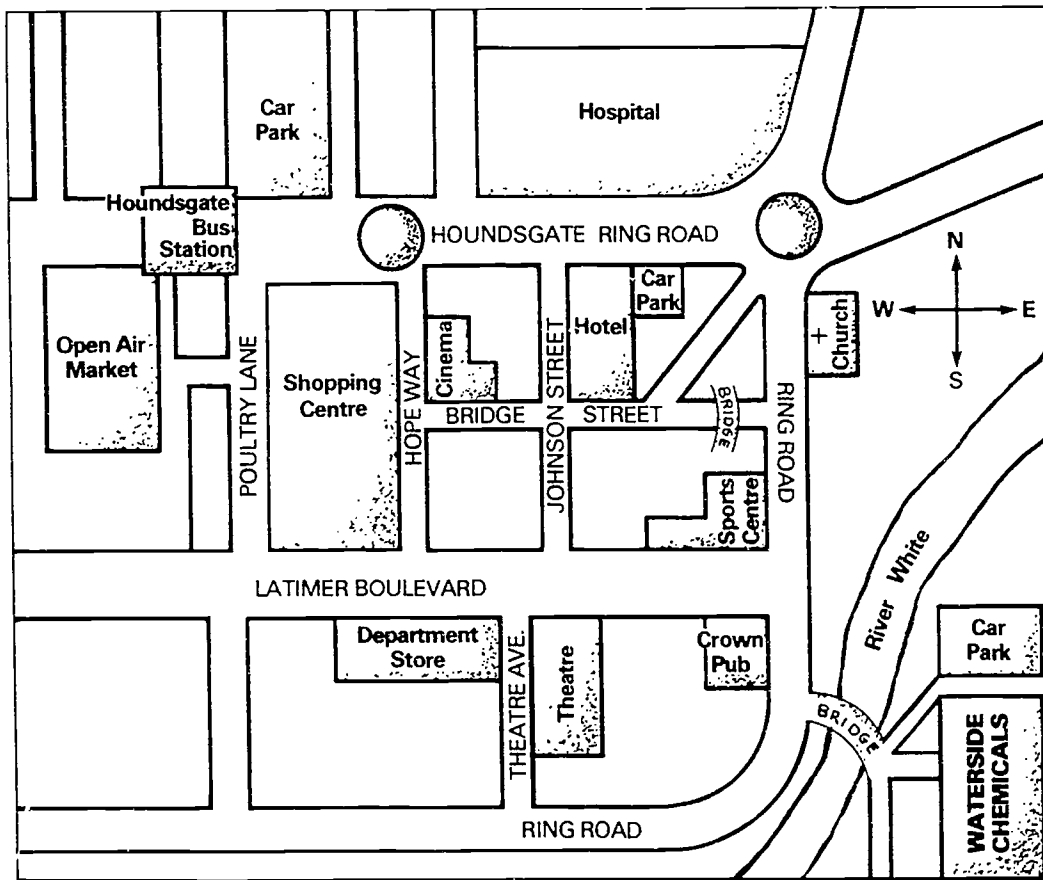 Car
Park
Hospital
Houndsgate
Bus
Station
HOUNDSGATE RING ROAD
N
W
E
S
Car
Park
Hotel
Church
Cinema
Open Air
Market
POULTRY LANE
Shopping
Centre
HOPE WAY
JOHNSON STREET
BRIDGE STREET
BRIDGE
RING ROAD
Sports
Centre
River White
LATIMER BOULEVARD
Department
Store
THEATRE AVE.
Theatre
Crown
Pub
Car
Park
BRIDGE
WATERSIDE
CHEMICALS
RING ROAD